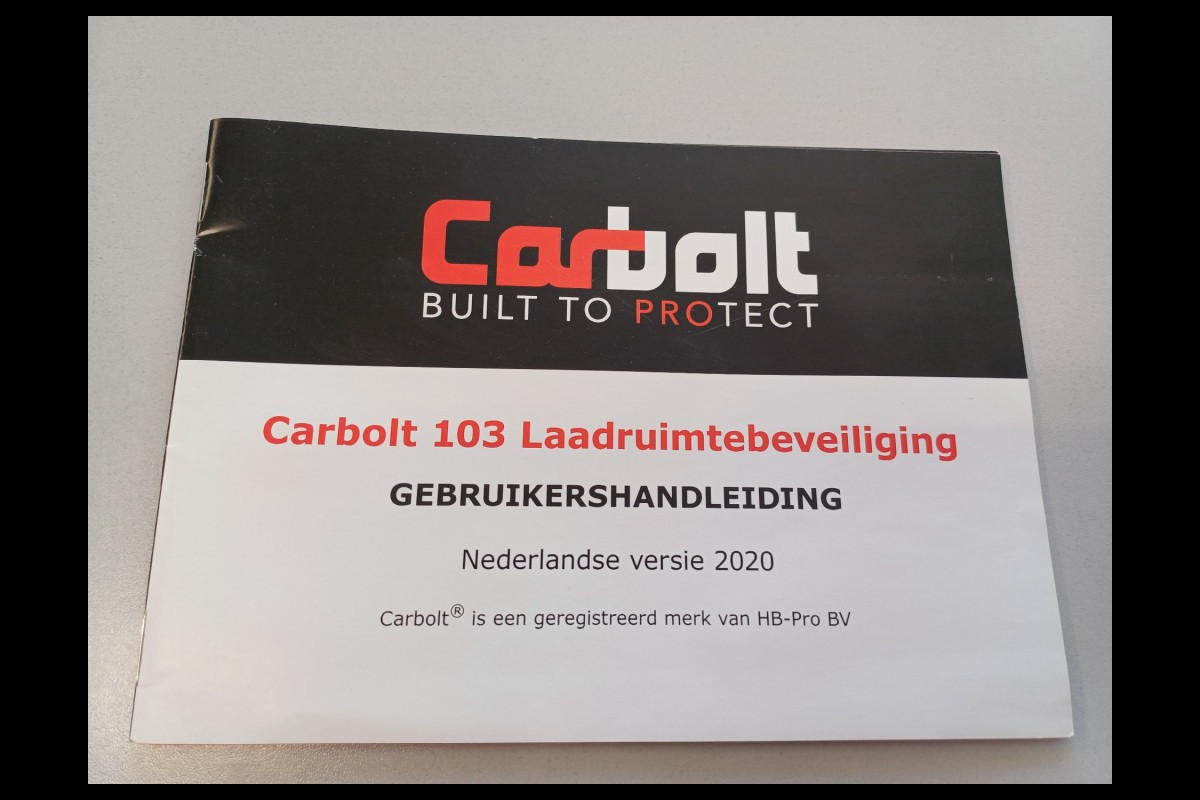 Carbolt
BUILT TO PROTECT
Carbolt 103 Laadruimtebeveiliging
GEBRUIKERSHANDLEIDING
Nederlandse versie 2020
Carbolt® is een geregistreerd merk van HB-Pro BV